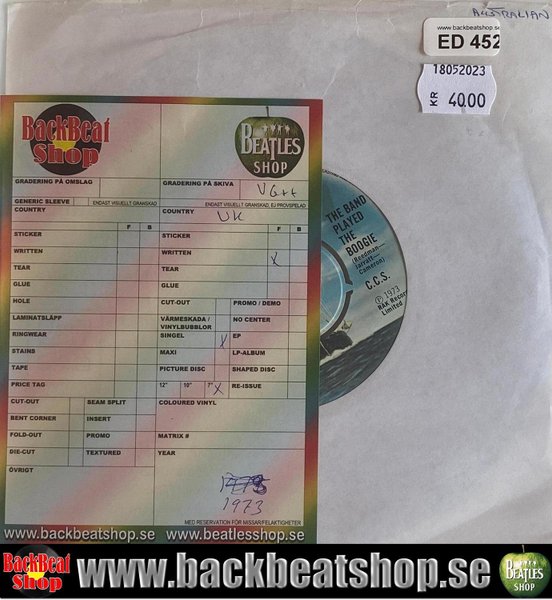 AUSTRALIAN
www.backbeatshop.se
ED 452
18052023
KR 4000
BackBeat
Shop
BEATLES
SHOP
GRADERING PÅ OMSLAG
GRADERING PÅ SKIVA VG++
GENERIC SLEEVE ENDAST VISUELLT GRANSKAD
ENDAST VISUELLT GRANSKAD, EJ PROVSPELAD
COUNTRY
COUNTRY UK
F B
F B
STICKER
STICKER
WRITTEN
WRITTEN X
TEAR
TEAR
GLUE
GLUE
HOLE
CUT-OUT PROMO / DEMO
LAMINATSLÄPP
VÄRMESKADA / VINYLBUBBLOR NO CENTER
RINGWEAR
SINGEL X EP
STAINS
MAXI LP-ALBUM
TAPE
PICTURE DISC SHAPED DISC
PRICE TAG
12" 10" 7" X RE-ISSUE
CUT-OUT SEAM SPLIT
COLOURED VINYL
BENT CORNER INSERT
FOLD-OUT PROMO
MATRIX #
DIE-CUT TEXTURED
YEAR
ÖVRIGT
1973
MED RESERVATION FÖR MISSAR/FELAKTIGHETER
www.backbeatshop.se www.beatlesshop.se
THE BAND
PLAYED
THE
BOOGIE
Cameron)
C.C.S.
℗ 1973
RAK Records
Limited
BackBeat
Shop
www.backbeatshop.se
BEATLES
SHOP